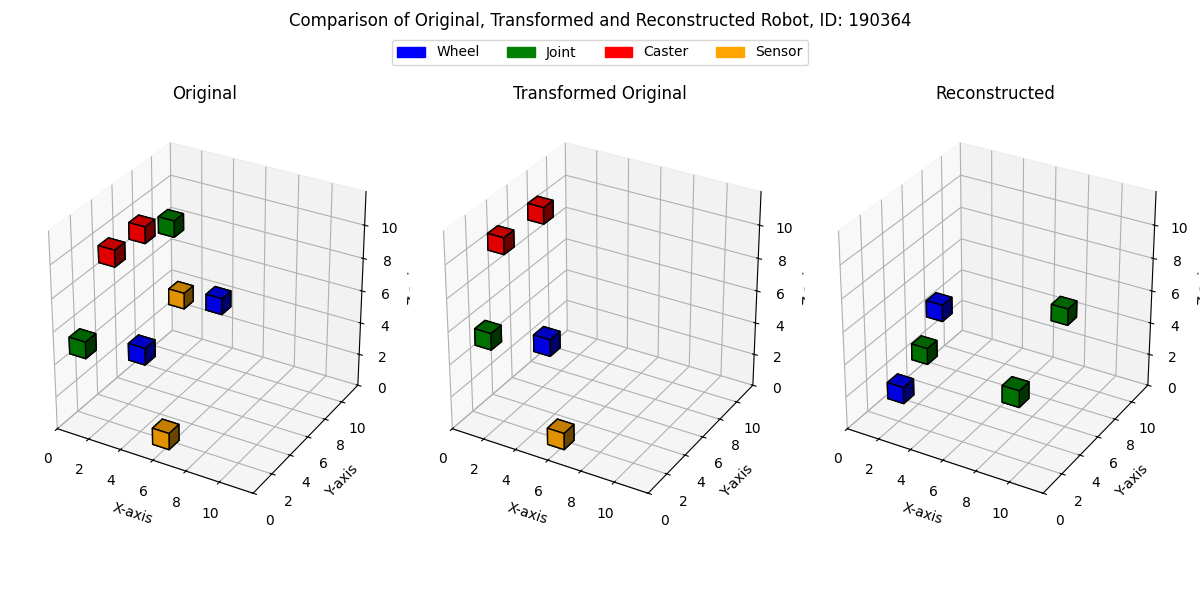 Comparison of Original, Transformed and Reconstructed Robot, ID: 190364
Wheel Joint Caster Sensor
Original Transformed Original Reconstructed
10 10 10
8 8 8
6 6 6
4 4 4
2 2 2
0 0 0
10 10 10
8 8 8
6 6 6
4 4 4
2 2 2
0 0 0
0 2 4 6 8 10 0 2 4 6 8 10 0 2 4 6 8 10
X-axis Y-axis X-axis Y-axis X-axis Y-axis